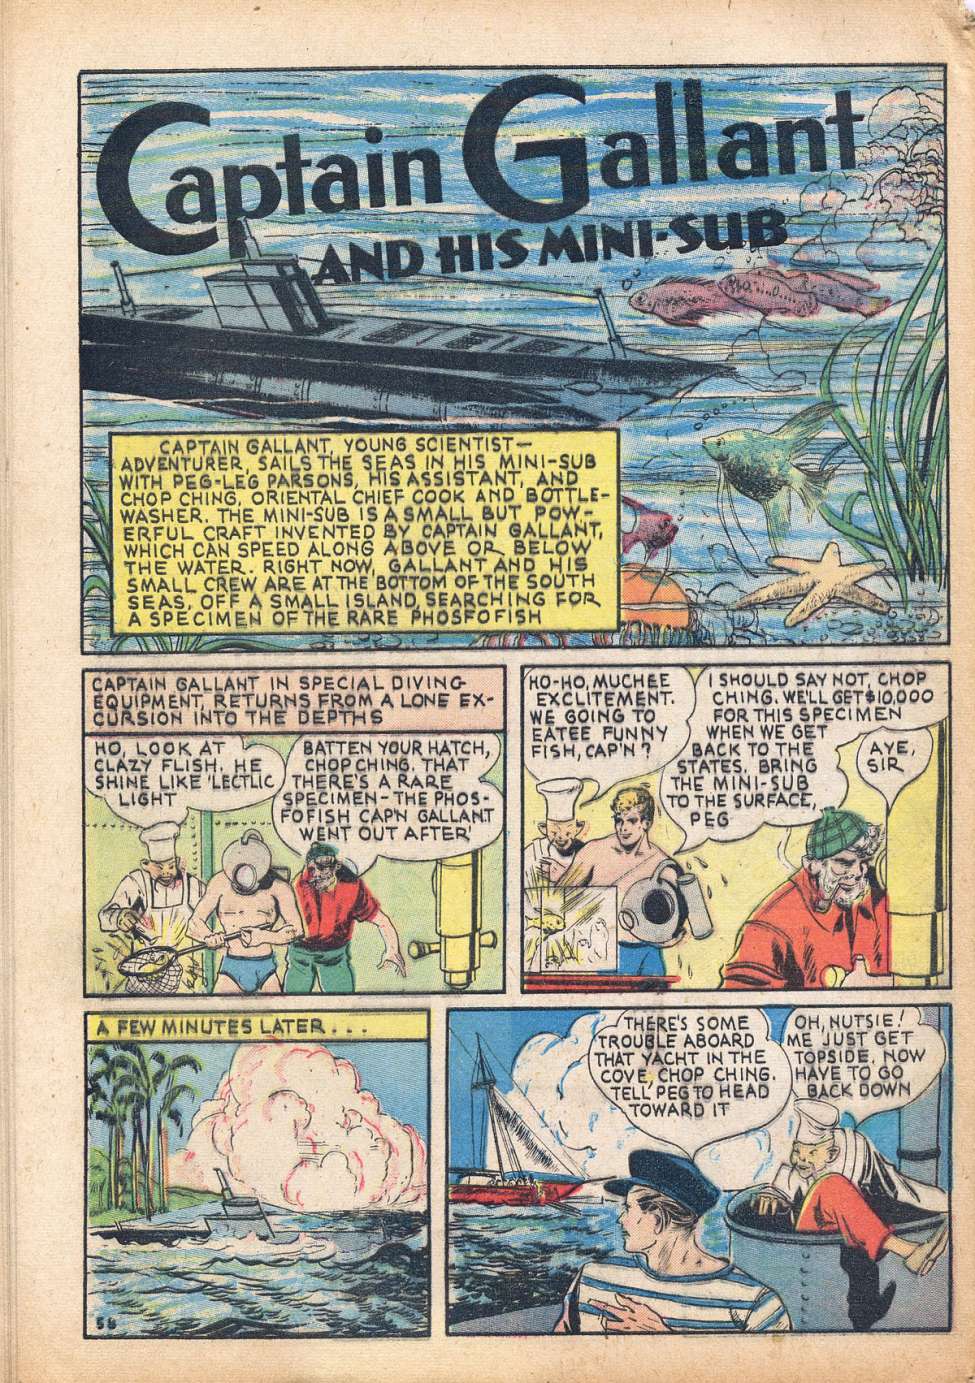 Captain Gallant
AND HIS MINI-SUB
CAPTAIN GALLANT, YOUNG SCIENTIST—
ADVENTURER, SAILS THE SEAS IN HIS MINI-SUB
WITH PEG-LEG PARSONS, HIS ASSISTANT, AND
CHOP CHING, ORIENTAL CHIEF COOK AND BOTTLE-
WASHER. THE MINI-SUB IS A SMALL BUT POW-
ERFUL CRAFT INVENTED BY CAPTAIN GALLANT,
WHICH CAN SPEED ALONG ABOVE OR BELOW
THE WATER. RIGHT NOW, GALLANT AND HIS
SMALL CREW ARE AT THE BOTTOM OF THE SOUTH
SEAS, OFF A SMALL ISLAND, SEARCHING FOR
A SPECIMEN OF THE RARE PHOSFOFISH
CAPTAIN GALLANT IN SPECIAL DIVING
EQUIPMENT, RETURNS FROM A LONE EX-
CURSION INTO THE DEPTHS
HO, LOOK AT
CLAZY FLISH. HE
SHINE LIKE 'LECTLIC
LIGHT
BATTEN YOUR HATCH,
CHOP CHING. THAT
THERE'S A RARE
SPECIMEN—THE PHOS-
FOFISH CAP'N GALLANT
WENT OUT AFTER'
HO-HO, MUCHEE
EXCLITEMENT.
WE GOING TO
EATEE FUNNY
FISH, CAP'N?
I SHOULD SAY NOT, CHOP
CHING. WE'LL GET $10,000
FOR THIS SPECIMEN
WHEN WE GET
BACK TO THE
STATES. BRING
THE MINI-SUB
TO THE SURFACE,
PEG
AYE,
SIR
A FEW MINUTES LATER...
THERE'S SOME
TROUBLE ABOARD
THAT YACHT IN THE
COVE, CHOP CHING.
TELL PEG TO HEAD
TOWARD IT
OH, NUTSIE!
ME JUST GET
TOPSIDE. NOW
HAVE TO GO
BACK DOWN
58